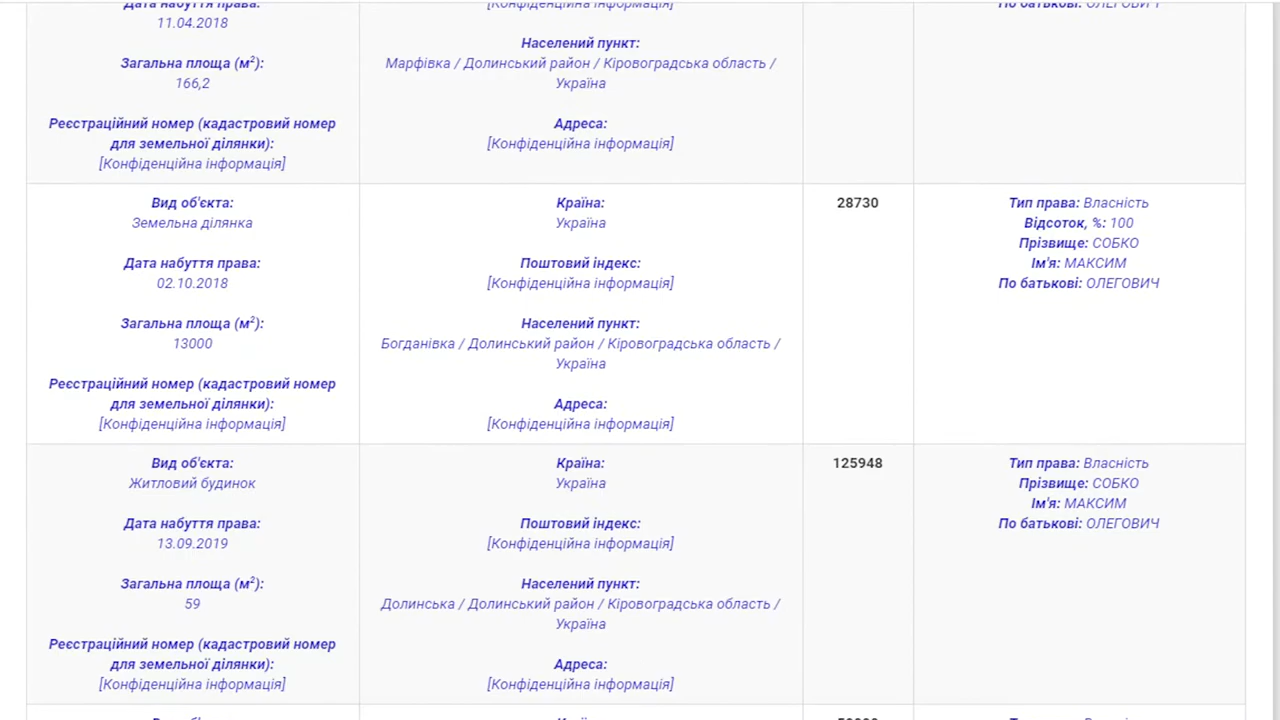 Дата набуття права:
11.04.2018
Загальна площа (м²):
166,2
Реєстраційний номер (кадастровий номер
для земельної ділянки):
[Конфіденційна інформація]
[Конфіденційна інформація]
Населений пункт:
Марфівка / Долинський район / Кіровоградська область /
Україна
Адреса:
[Конфіденційна інформація]
По батькові: ОЛЕГОВИЧ
Вид об'єкта:
Земельна ділянка
Дата набуття права:
02.10.2018
Загальна площа (м²):
13000
Реєстраційний номер (кадастровий номер
для земельної ділянки):
[Конфіденційна інформація]
Країна:
Україна
Поштовий індекс:
[Конфіденційна інформація]
Населений пункт:
Богданівка / Долинський район / Кіровоградська область /
Україна
Адреса:
[Конфіденційна інформація]
28730
Тип права: Власність
Відсоток, %: 100
Прізвище: СОБКО
Ім'я: МАКСИМ
По батькові: ОЛЕГОВИЧ
Вид об'єкта:
Житловий будинок
Дата набуття права:
13.09.2019
Загальна площа (м²):
59
Реєстраційний номер (кадастровий номер
для земельної ділянки):
[Конфіденційна інформація]
Країна:
Україна
Поштовий індекс:
[Конфіденційна інформація]
Населений пункт:
Долинська / Долинський район / Кіровоградська область /
Україна
Адреса:
[Конфіденційна інформація]
125948
Тип права: Власність
Прізвище: СОБКО
Ім'я: МАКСИМ
По батькові: ОЛЕГОВИЧ